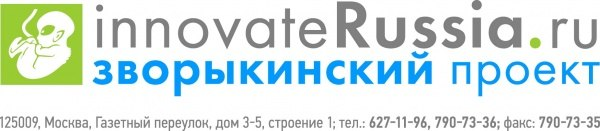 innovateRussia.ru
зворыкинский проект
125009, Москва, Газетный переулок, дом 3-5, строение 1; тел.: 627-11-96, 790-73-36; факс: 790-73-35